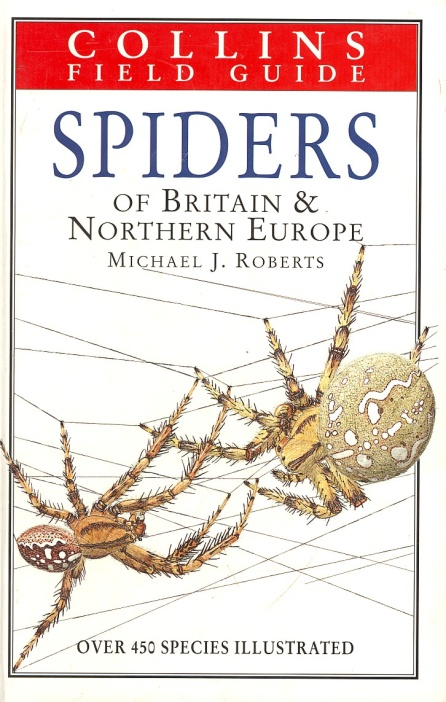 COLLINS
FIELD GUIDE
SPIDERS
OF BRITAIN &
NORTHERN EUROPE
MICHAEL J. ROBERTS
OVER 450 SPECIES ILLUSTRATED